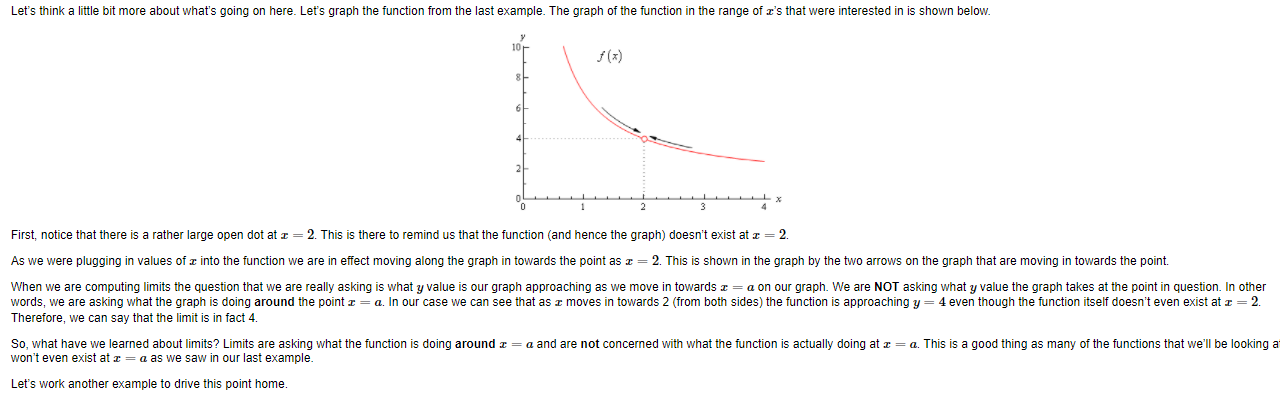 Let's think a little bit more about what's going on here. Let's graph the function from the last example. The graph of the function in the range of x's that were interested in is shown below.
y
10
f(x)
8
6
4
2
0
x
0 1 2 3 4
First, notice that there is a rather large open dot at x = 2. This is there to remind us that the function (and hence the graph) doesn't exist at x = 2.
As we were plugging in values of x into the function we are in effect moving along the graph in towards the point as x = 2. This is shown in the graph by the two arrows on the graph that are moving in towards the point.
When we are computing limits the question that we are really asking is what y value is our graph approaching as we move in towards x = a on our graph. We are NOT asking what y value the graph takes at the point in question. In other
words, we are asking what the graph is doing around the point x = a. In our case we can see that as x moves in towards 2 (from both sides) the function is approaching y = 4 even though the function itself doesn't even exist at x = 2.
Therefore, we can say that the limit is in fact 4.
So, what have we learned about limits? Limits are asking what the function is doing around x = a and are not concerned with what the function is actually doing at x = a. This is a good thing as many of the functions that we'll be looking a
won't even exist at x = a as we saw in our last example.
Let's work another example to drive this point home.